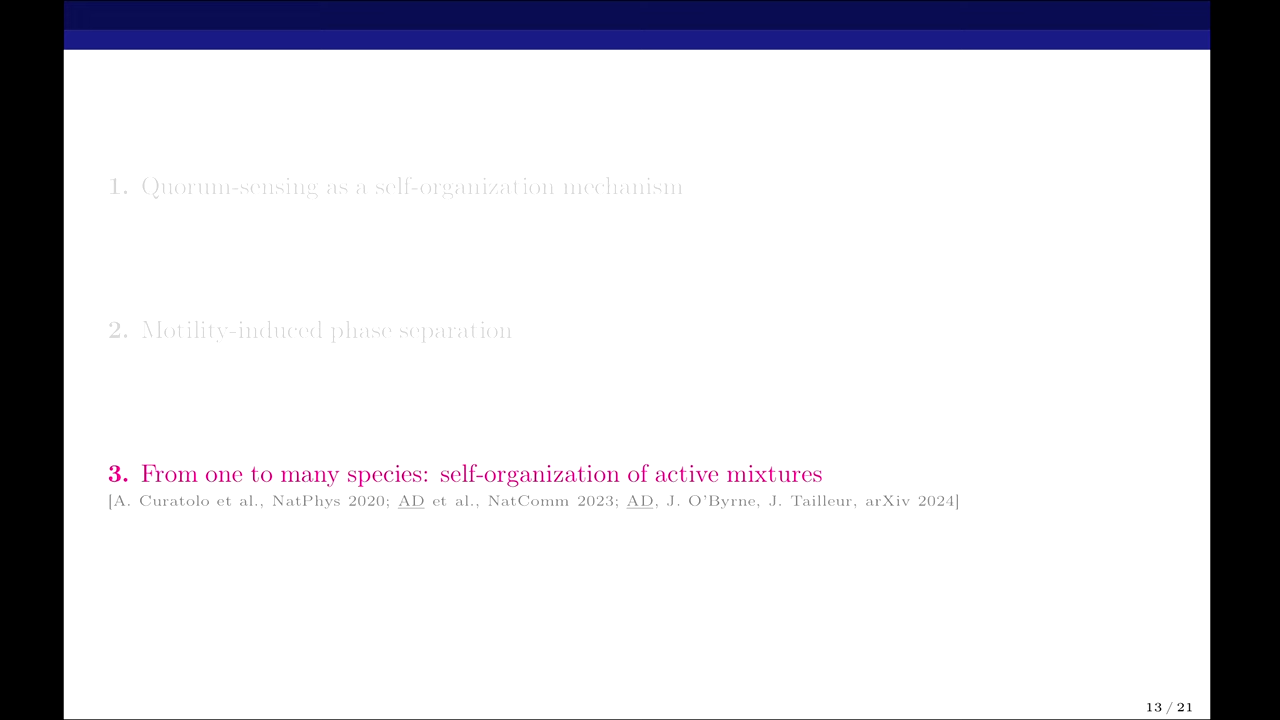 1. Quorum-sensing as a self-organization mechanism
2. Motility-induced phase separation
3. From one to many species: self-organization of active mixtures
[A. Curatolo et al., NatPhys 2020; AD et al., NatComm 2023; AD, J. O'Byrne, J. Tailleur, arXiv 2024]
13 / 21